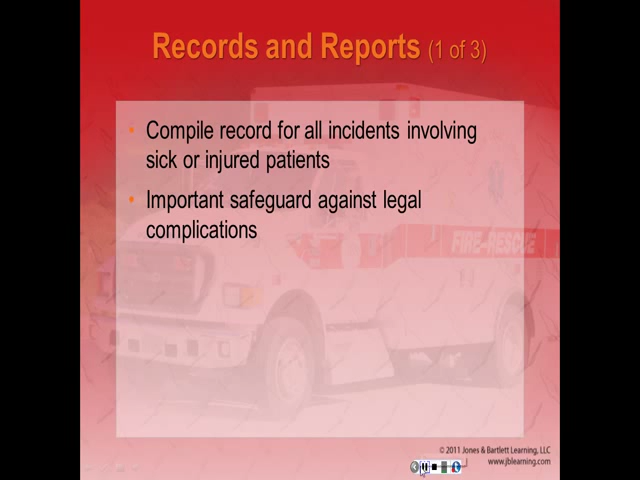 Records and Reports (1 of 3)
• Compile record for all incidents involving
sick or injured patients
• Important safeguard against legal
complications
FIRE-RESCUE
© 2011 Jones & Bartlett Learning, LLC
www.jblearning.com